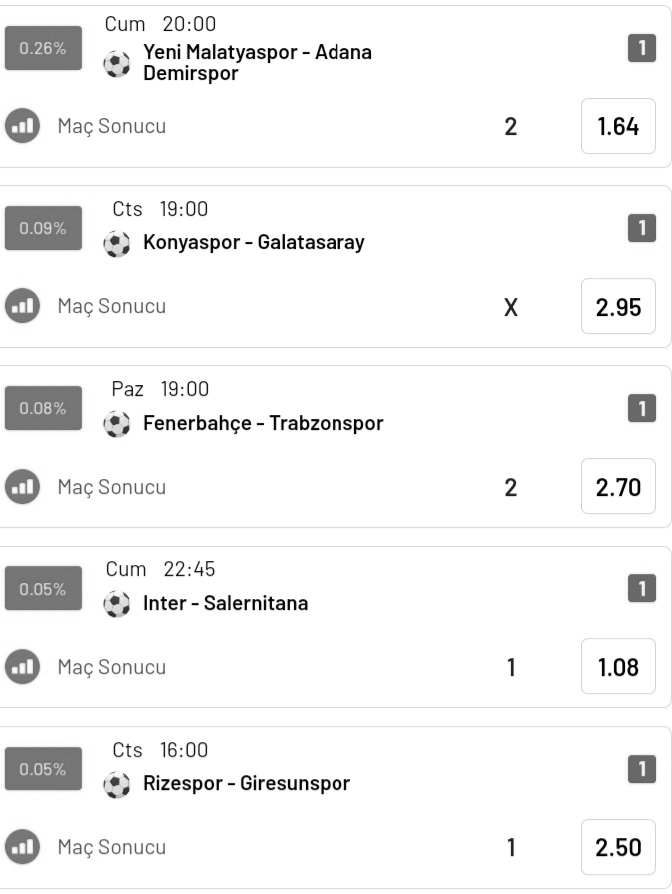 Cum 20:00
0.26%
Yeni Malatyaspor - Adana
Demirspor
1
Maç Sonucu 2 1.64
Cts 19:00
0.09%
Konyaspor - Galatasaray
1
Maç Sonucu X 2.95
Paz 19:00
0.08%
Fenerbahçe - Trabzonspor
1
Maç Sonucu 2 2.70
Cum 22:45
0.05%
Inter - Salernitana
1
Maç Sonucu 1 1.08
Cts 16:00
0.05%
Rizespor - Giresunspor
1
Maç Sonucu 1 2.50